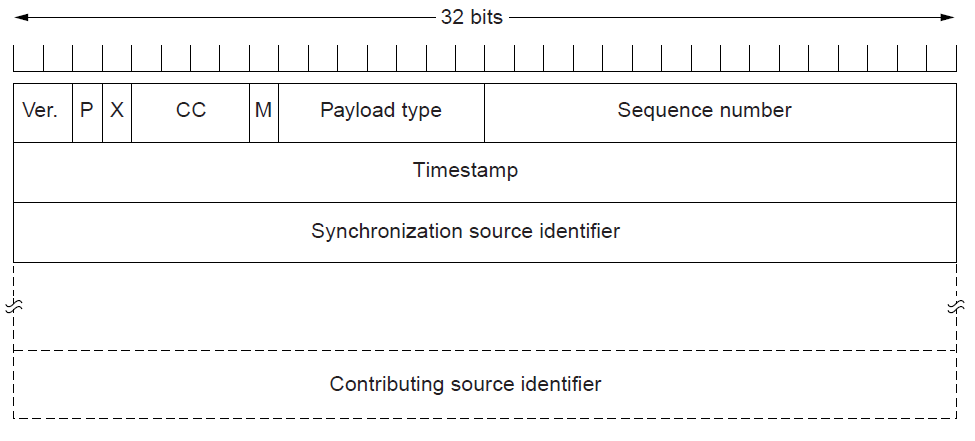 32 bits
Ver. P X CC M Payload type Sequence number
Timestamp
Synchronization source identifier
Contributing source identifier